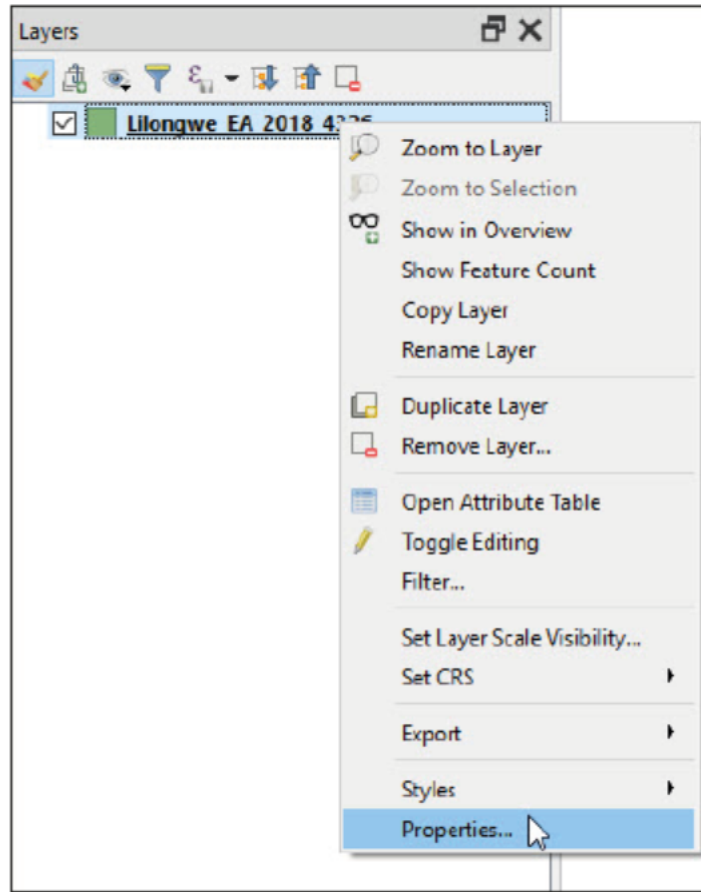 Layers
Lilongwe EA 2018 4326
Zoom to Layer
Zoom to Selection
Show in Overview
Show Feature Count
Copy Layer
Rename Layer
Duplicate Layer
Remove Layer...
Open Attribute Table
Toggle Editing
Filter...
Set Layer Scale Visibility...
Set CRS
Export
Styles
Properties...